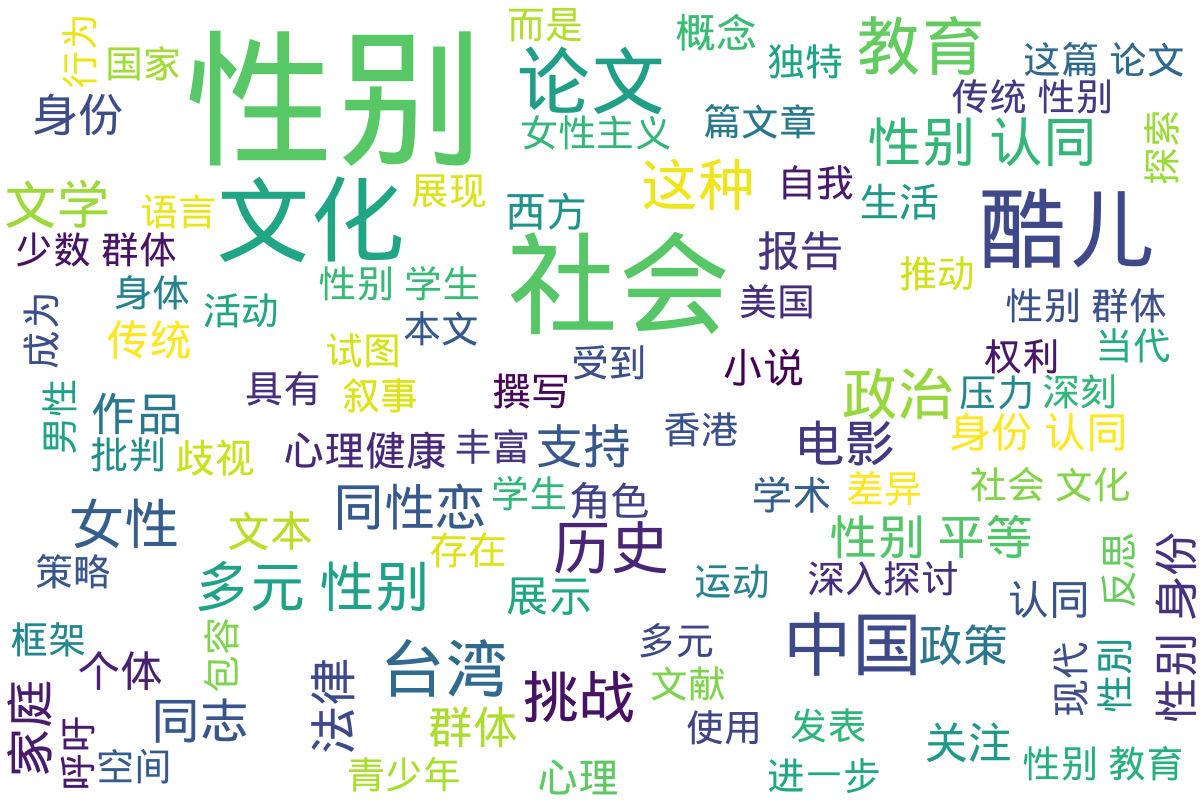 行为
国家
身份
性别
而是
论文
女性主义
概念
独特
教育
这篇 论文
传统 性别
篇文章
性别 认同
探索
文学
语言
文化
展现
西方
这种
自我
生活
酷儿
少数 群体
身体
活动
性别 学生
社会
报告
美国
推动
性别 群体
成为
传统
本文
试图
受到
小说
权利
当代
具有
叙事
撰写
政治
压力
深刻
男性
作品
批判
歧视
心理健康
丰富
支持
香港
电影
身份 认同
女性
文本
同性恋
学生
角色
存在
历史
学术
差异
社会 文化
性别 平等
策略
多元 性别
展示
运动
深入探讨
认同
反思
性别 身份
框架
个体
包容
台湾
挑战
多元
文献
中国
政策
现代
性别
家庭
呼吁
空间
同志
法律
群体
青少年
心理
使用
发表
进一步
关注
性别 教育